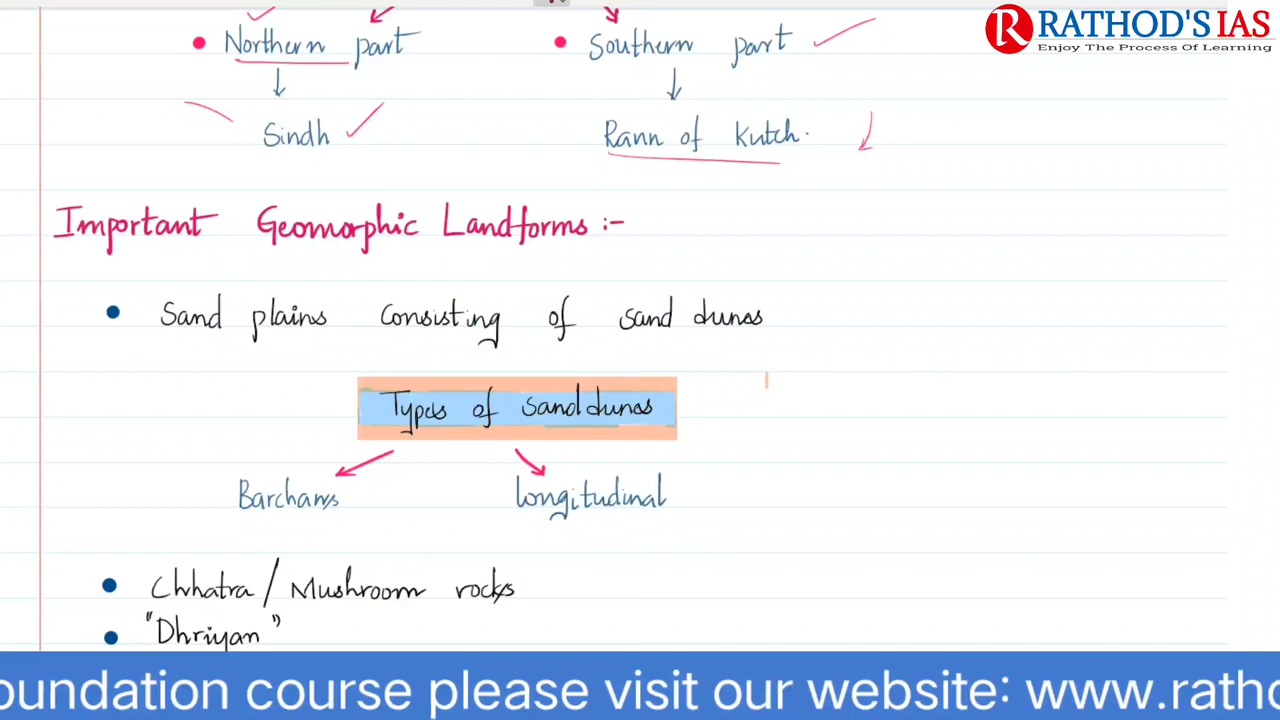 RATHOD'S IAS
Enjoy The Process Of Learning
Northern part
Southern part
Sindh
Rann of Kutch.
Important Geomorphic Landforms :-
Sand plains consisting of sand dunes
Types of sand dunes
Barchans
longitudinal
Chhatra / Mushroom rocks
"Dhriyan"
oundation course please visit our website: www.ratho